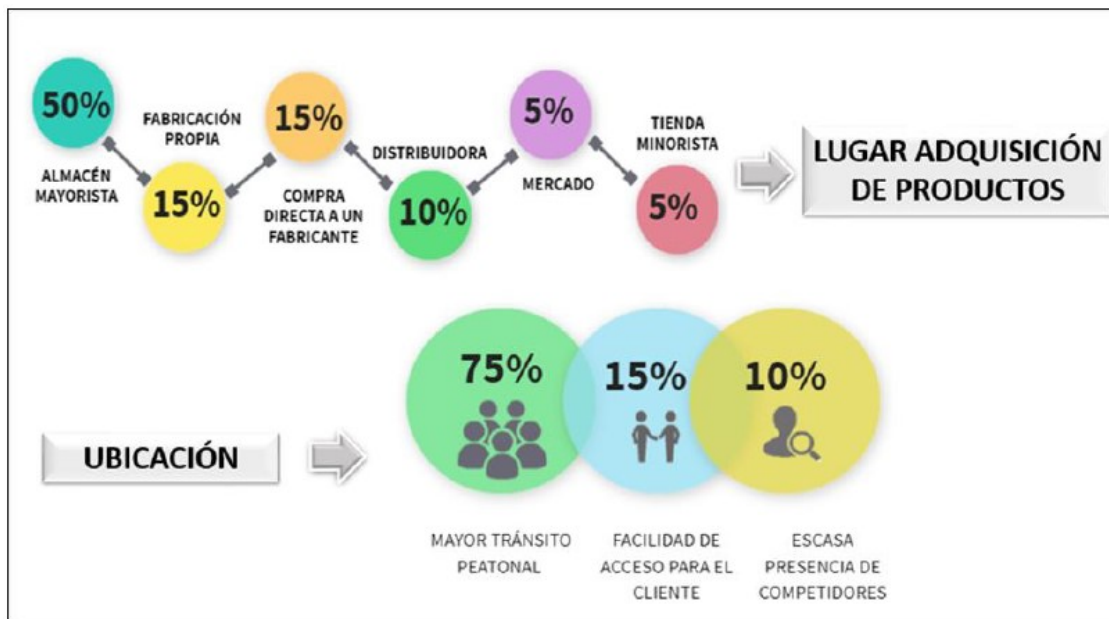 50%
ALMACÉN
MAYORISTA
FABRICACIÓN
PROPIA
15%
15%
COMPRA
DIRECTA A UN
FABRICANTE
DISTRIBUIDORA
10%
5%
MERCADO
TIENDA
MINORISTA
5%
LUGAR ADQUISICIÓN
DE PRODUCTOS
UBICACIÓN
75%
MAYOR TRÁNSITO
PEATONAL
15%
FACILIDAD DE
ACCESO PARA EL
CLIENTE
10%
ESCASA
PRESENCIA DE
COMPETIDORES